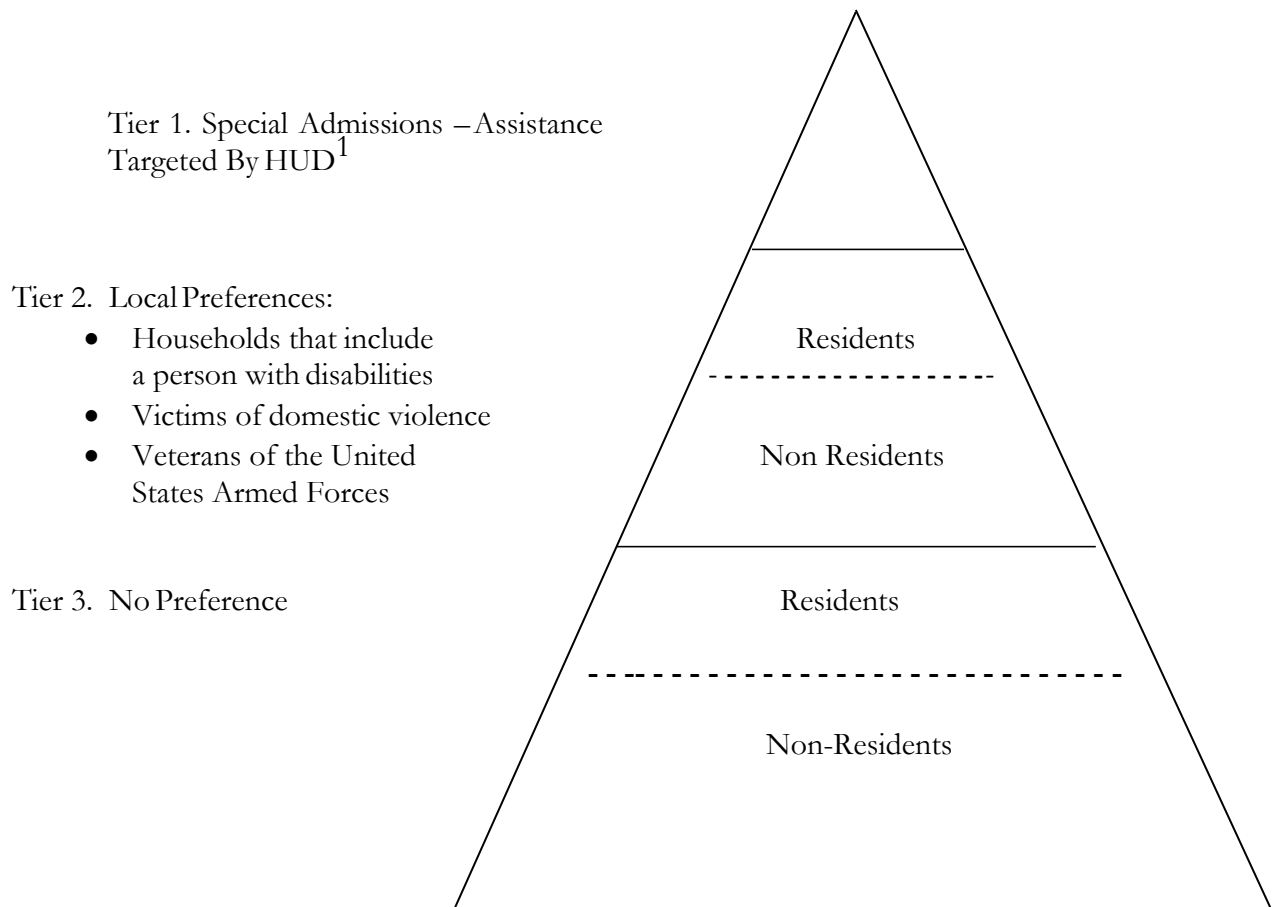 Tier 1. Special Admissions – Assistance
Targeted By HUD1
Tier 2. Local Preferences:
• Households that include
a person with disabilities
• Victims of domestic violence
• Veterans of the United
States Armed Forces
Residents
Non Residents
Tier 3. No Preference
Residents
Non-Residents